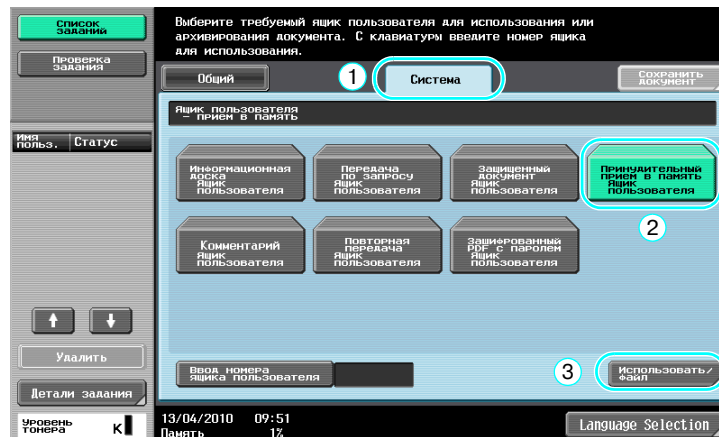 Список
заданий
Проверка
задания
Имя
польз.
Статус
Удалить
Детали задания
Уровень
тонера
K
Выберите требуемый ящик пользователя для использования или
архивирования документа. С клавиатуры введите номер ящика
для использования.
Общий
1
Система
Сохранить
документ
Ящик пользователя
– прием в память
Информационная
доска
Ящик
пользователя
Передача
по запросу
Ящик
пользователя
Защищенный
документ
Ящик
пользователя
Принудительный
прием в память
Ящик
пользователя
2
Комментарий
Ящик
пользователя
Повторная
передача
Ящик
пользователя
Зашифрованный
PDF с паролем
Ящик
пользователя
Ввод номера
ящика пользователя
3
Использовать/
файл
13/04/2010 09:51
Память 1%
Language Selection